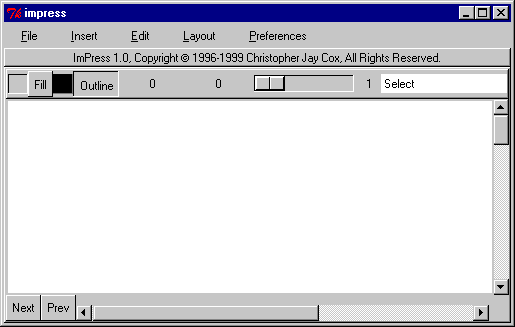 impress
File Insert Edit Layout Preferences
ImPress 1.0, Copyright © 1996-1999 Christopher Jay Cox, All Rights Reserved.
Fill Outline 0 0 1 Select
Next Prev